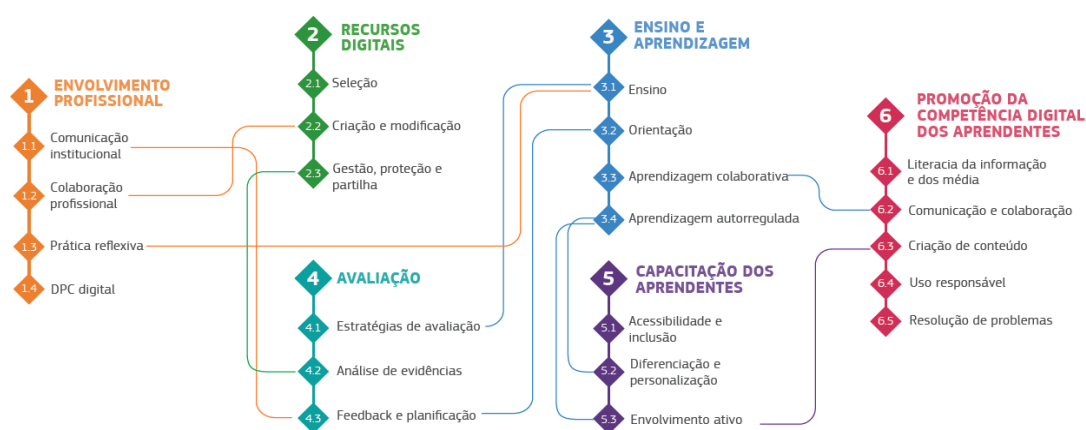 1
ENVOLVIMENTO
PROFISSIONAL
1.1
Comunicação
institucional
1.2
Colaboração
profissional
1.3
Prática reflexiva
1.4
DPC digital
2
RECURSOS
DIGITAIS
2.1
Seleção
2.2
Criação e modificação
2.3
Gestão, proteção e
partilha
3
ENSINO E
APRENDIZAGEM
3.1
Ensino
3.2
Orientação
3.3
Aprendizagem colaborativa
3.4
Aprendizagem autorregulada
4
AVALIAÇÃO
4.1
Estratégias de avaliação
4.2
Análise de evidências
4.3
Feedback e planificação
5
CAPACITAÇÃO DOS
APRENDENTES
5.1
Acessibilidade e
inclusão
5.2
Diferenciação e
personalização
5.3
Envolvimento ativo
6
PROMOÇÃO DA
COMPETÊNCIA DIGITAL
DOS APRENDENTES
6.1
Literacia da informação
e dos média
6.2
Comunicação e colaboração
6.3
Criação de conteúdo
6.4
Uso responsável
6.5
Resolução de problemas